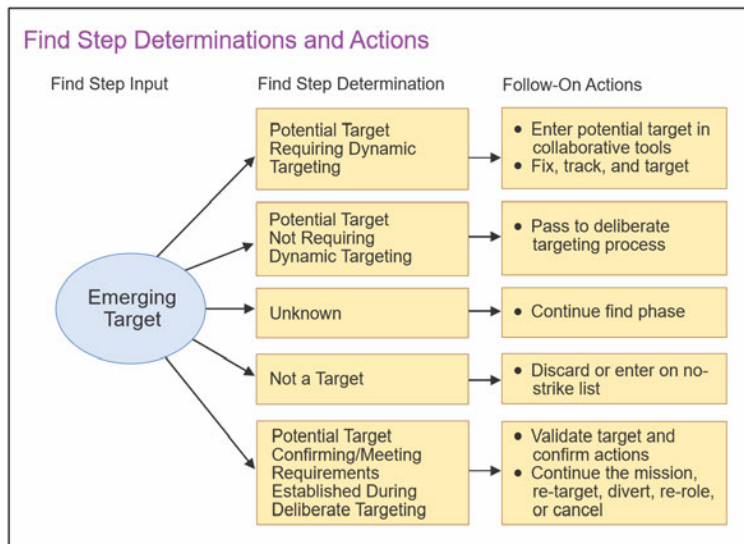 Find Step Determinations and Actions
Find Step Input
Find Step Determination
Follow-On Actions
Emerging
Target
Potential Target
Requiring Dynamic
Targeting
• Enter potential target in
collaborative tools
• Fix, track, and target
Potential Target
Not Requiring
Dynamic Targeting
• Pass to deliberate
targeting process
Unknown
• Continue find phase
Not a Target
• Discard or enter on no-
strike list
Potential Target
Confirming/Meeting
Requirements
Established During
Deliberate Targeting
• Validate target and
confirm actions
• Continue the mission,
re-target, divert, re-role,
or cancel